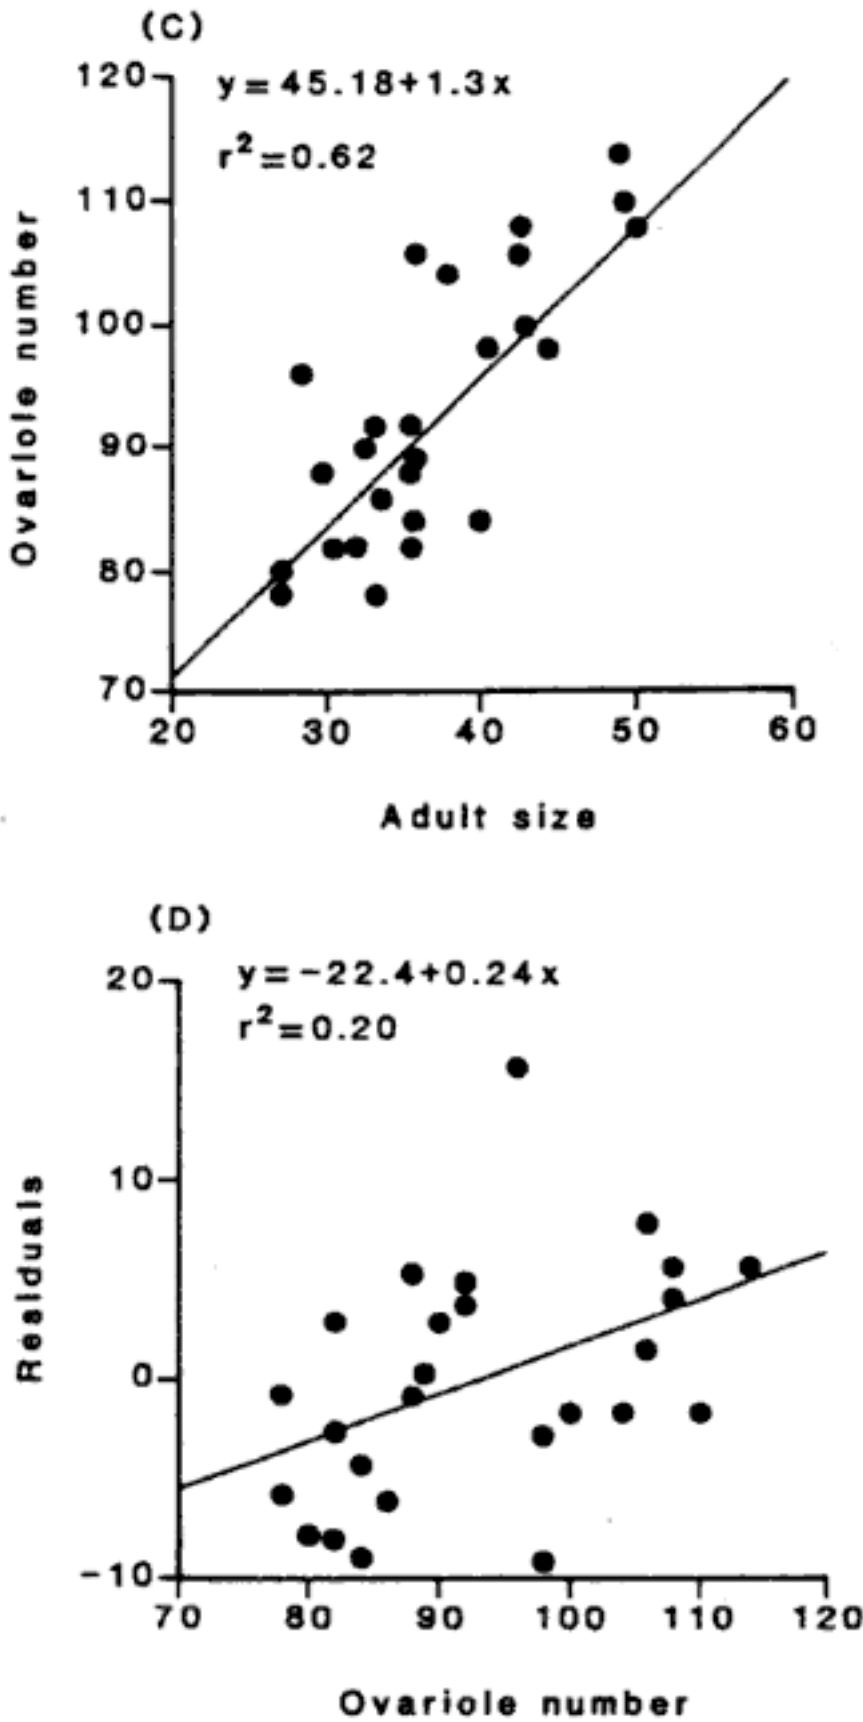 (C)
y=45.18+1.3x
r²=0.62
120
110
100
90
80
70
20 30 40 50 60
Ovariole number
Adult size
(D)
y=-22.4+0.24x
r²=0.20
20
10
0
-10
70 80 90 100 110 120
Residuals
Ovariole number